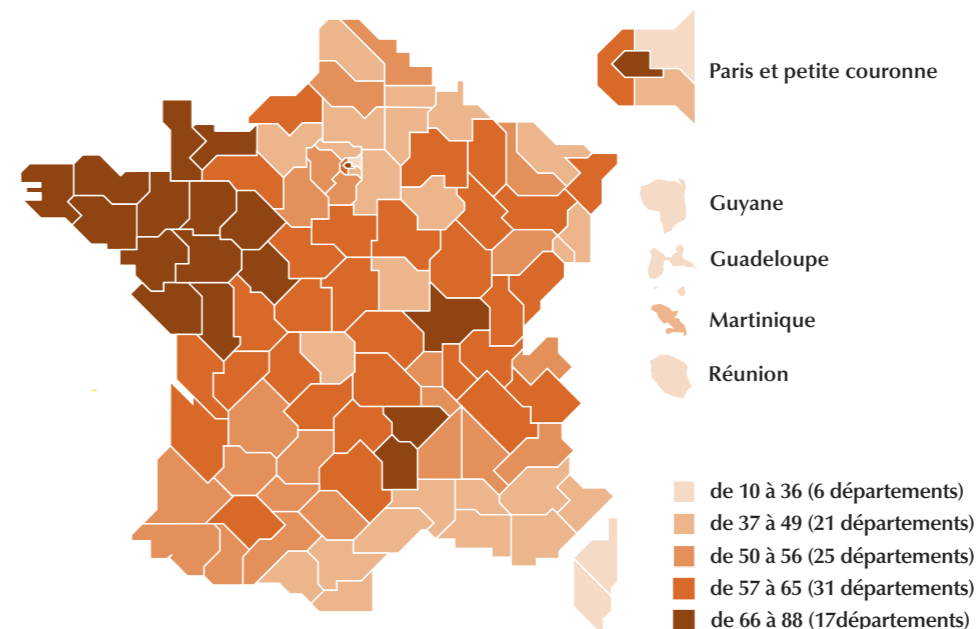 Paris et petite couronne
Guyane
Guadeloupe
Martinique
Réunion
de 10 à 36 (6 départements)
de 37 à 49 (21 départements)
de 50 à 56 (25 départements)
de 57 à 65 (31 départements)
de 66 à 88 (17départements)